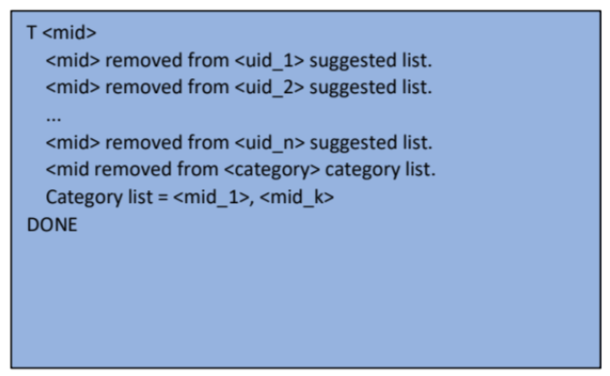 T <mid>
<mid> removed from <uid_1> suggested list.
<mid> removed from <uid_2> suggested list.
...
<mid> removed from <uid_n> suggested list.
<mid removed from <category> category list.
Category list = <mid_1>, <mid_k>
DONE